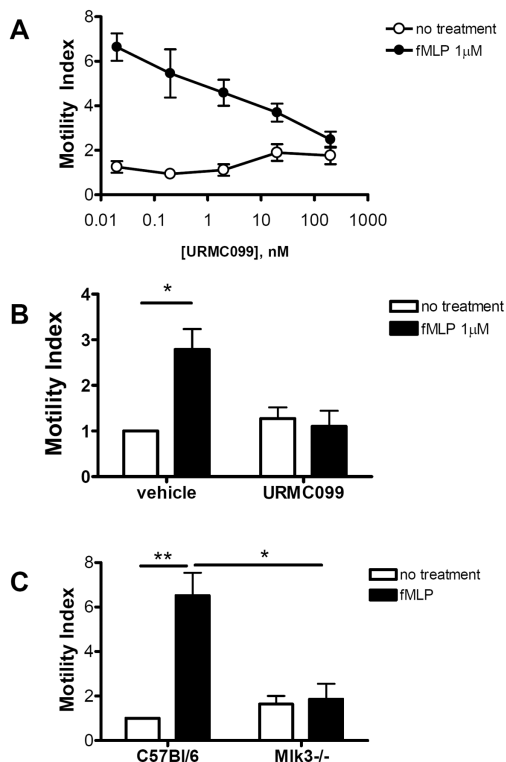 A
Motility Index
8
6
4
2
0
0.01 0.1 1 10 100 1000
[URMC099], nM
no treatment
fMLP 1μM
B
Motility Index
4
3
2
1
0
vehicle URMC099
*
no treatment
fMLP 1μM
C
Motility Index
8
6
4
2
0
C57Bl/6 Mlk3-/-
** *
no treatment
fMLP